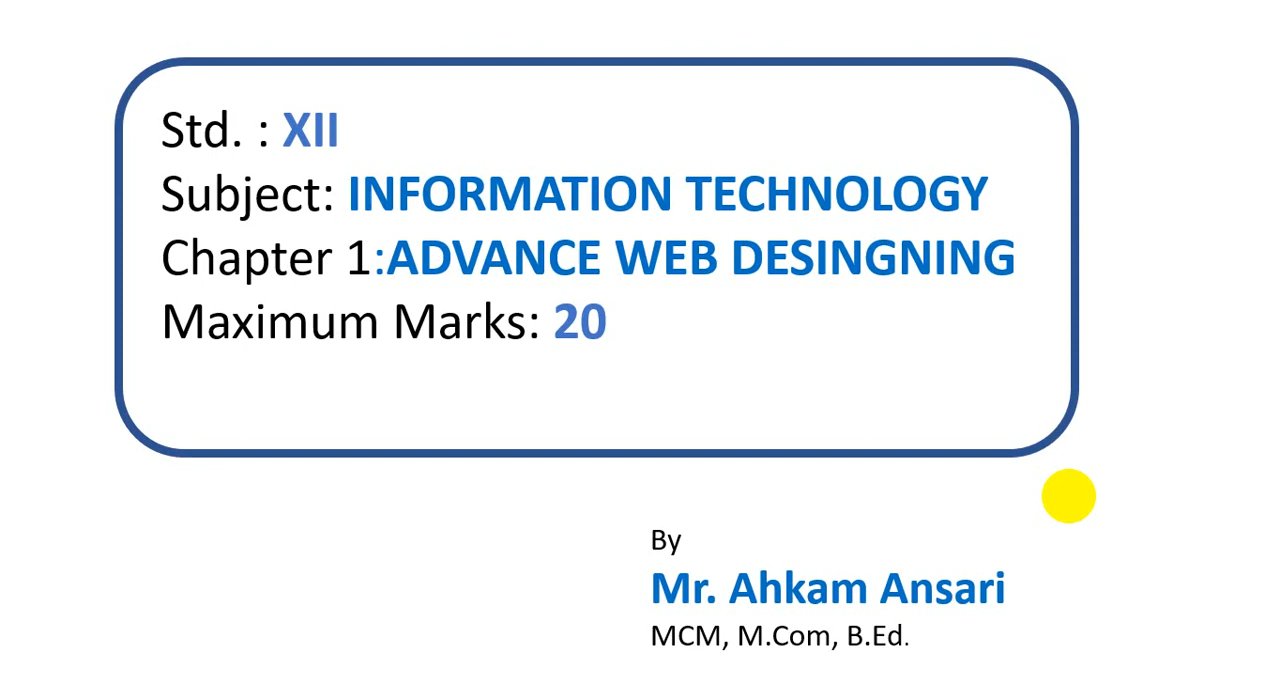 Std. : XII
Subject: INFORMATION TECHNOLOGY
Chapter 1:ADVANCE WEB DESINGNING
Maximum Marks: 20
By
Mr. Ahkam Ansari
MCM, M.Com, B.Ed.